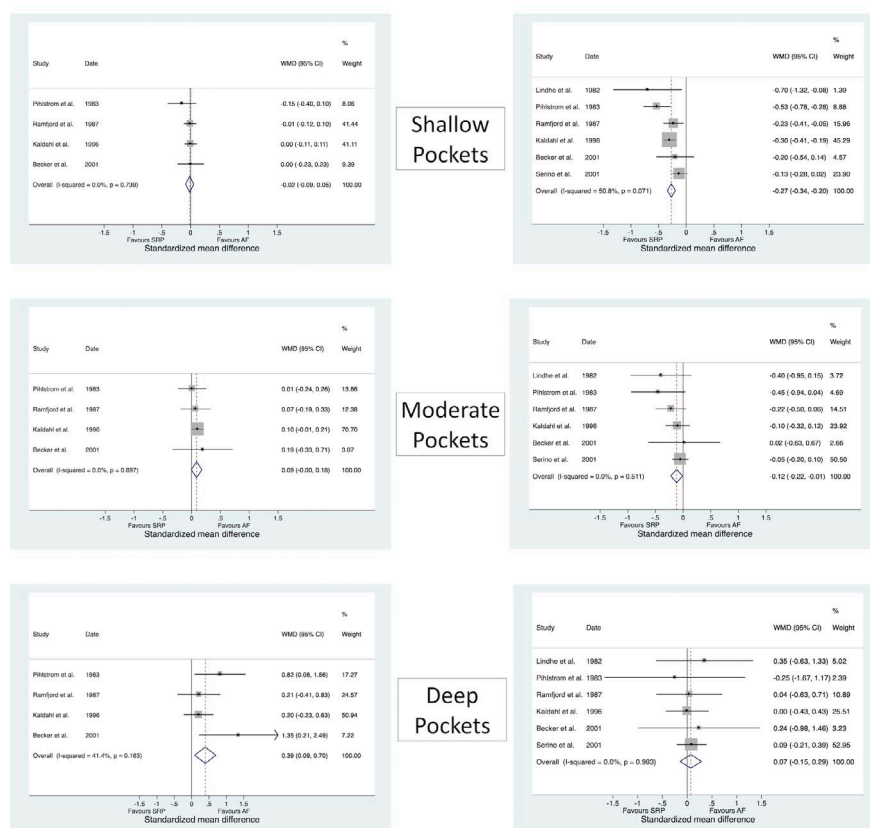 %
Study Date WMD (95% CI) Weight
Pihlstrom et al. 1983 -0.15 (-0.40, 0.10) 8.06
Ramfjord et al. 1987 -0.01 (-0.12, 0.10) 41.44
Kaldahl et al. 1996 0.00 (-0.11, 0.11) 41.11
Becker et al. 2001 0.00 (-0.23, 0.23) 9.39
Overall (I-squared = 0.0%, p = 0.739) -0.02 (-0.09, 0.05) 100.00
-1.5 -1 -.5 0 .5 1 1.5
Favours SRP Favours AF
Standardized mean difference
Shallow
Pockets
%
Study Date WMD (95% CI) Weight
Lindhe et al. 1982 -0.70 (-1.32, -0.08) 1.39
Pihlstrom et al. 1983 -0.53 (-0.78, -0.28) 8.88
Ramfjord et al. 1987 -0.23 (-0.41, -0.05) 15.96
Kaldahl et al. 1996 -0.30 (-0.41, -0.19) 45.29
Becker et al. 2001 -0.20 (-0.54, 0.14) 4.57
Serino et al. 2001 -0.13 (-0.28, 0.02) 23.90
Overall (I-squared = 50.8%, p = 0.071) -0.27 (-0.34, -0.20) 100.00
-1.5 -1 -.5 0 .5 1 1.5
Favours SRP Favours AF
Standardized mean difference
%
Study Date WMD (95% CI) Weight
Pihlstrom et al. 1983 0.01 (-0.24, 0.26) 13.86
Ramfjord et al. 1987 0.07 (-0.19, 0.33) 12.38
Kaldahl et al. 1996 0.10 (-0.01, 0.21) 70.70
Becker et al. 2001 0.19 (-0.33, 0.71) 3.07
Overall (I-squared = 0.0%, p = 0.897) 0.09 (-0.00, 0.18) 100.00
-1.5 -1 -.5 0 .5 1 1.5
Favours SRP Favours AF
Standardized mean difference
Moderate
Pockets
%
Study Date WMD (95% CI) Weight
Lindhe et al. 1982 -0.40 (-0.95, 0.15) 3.72
Pihlstrom et al. 1983 -0.45 (-0.94, 0.04) 4.69
Ramfjord et al. 1987 -0.22 (-0.50, 0.06) 14.51
Kaldahl et al. 1996 -0.10 (-0.32, 0.12) 23.92
Becker et al. 2001 0.02 (-0.63, 0.67) 2.66
Serino et al. 2001 -0.05 (-0.20, 0.10) 50.50
Overall (I-squared = 0.0%, p = 0.511) -0.12 (-0.22, -0.01) 100.00
-1.5 -1 -.5 0 .5 1 1.5
Favours SRP Favours AF
Standardized mean difference
%
Study Date WMD (95% CI) Weight
Pihlstrom et al. 1983 0.82 (0.08, 1.56) 17.27
Ramfjord et al. 1987 0.21 (-0.41, 0.83) 24.57
Kaldahl et al. 1996 0.20 (-0.23, 0.63) 50.94
Becker et al. 2001 1.35 (0.21, 2.49) 7.22
Overall (I-squared = 41.4%, p = 0.163) 0.39 (0.09, 0.70) 100.00
-1.5 -1 -.5 0 .5 1 1.5
Favours SRP Favours AF
Standardized mean difference
Deep
Pockets
%
Study Date WMD (95% CI) Weight
Lindhe et al. 1982 0.35 (-0.63, 1.33) 5.02
Pihlstrom et al. 1983 -0.25 (-1.67, 1.17) 2.39
Ramfjord et al. 1987 0.04 (-0.63, 0.71) 10.89
Kaldahl et al. 1996 0.00 (-0.43, 0.43) 25.51
Becker et al. 2001 0.24 (-0.98, 1.46) 3.23
Serino et al. 2001 0.09 (-0.21, 0.39) 52.95
Overall (I-squared = 0.0%, p = 0.983) 0.07 (-0.15, 0.29) 100.00
-1.5 -1 -.5 0 .5 1 1.5
Favours SRP Favours AF
Standardized mean difference